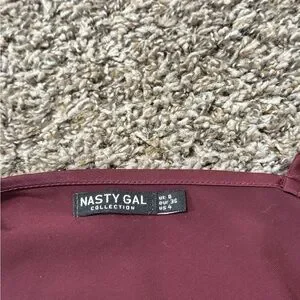 NASTY GAL
COLLECTION
UK 8
EUR 36
US 4